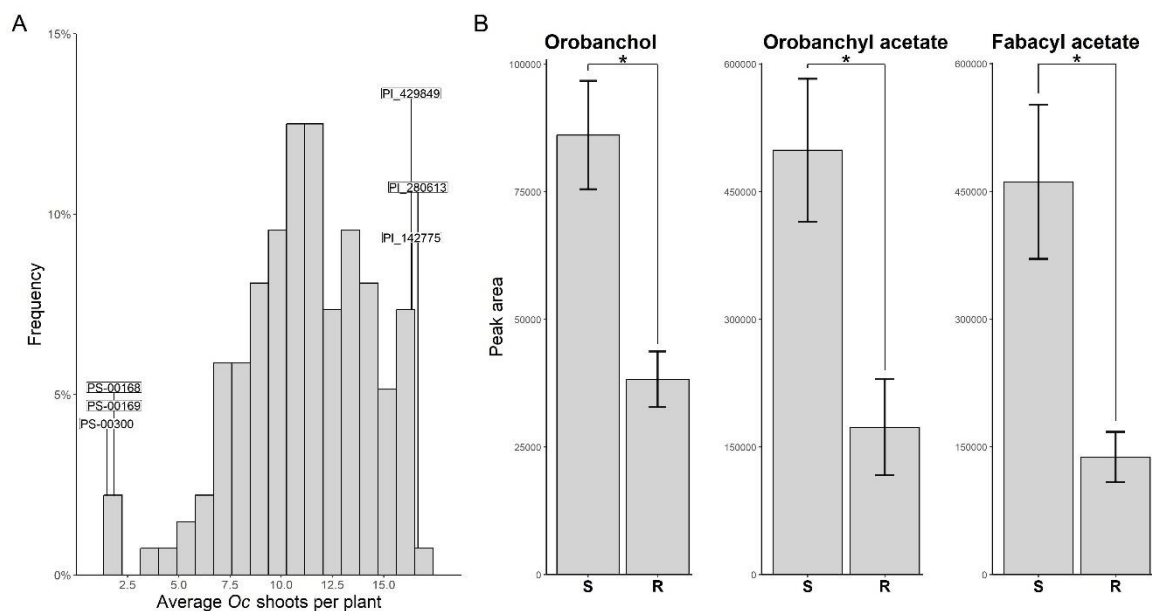 A
15%
10%
5%
0%
Frequency
PI_429849
PI_280613
PI_142775
PS-00168
PS-00169
PS-00300
2.5
5.0
7.5
10.0
12.5
15.0
Average Oc shoots per plant
B
Orobanchol
*
100000
75000
50000
25000
0
Peak area
S
R
Orobanchyl acetate
*
600000
450000
300000
150000
0
S
R
Fabacyl acetate
*
600000
450000
300000
150000
0
S
R